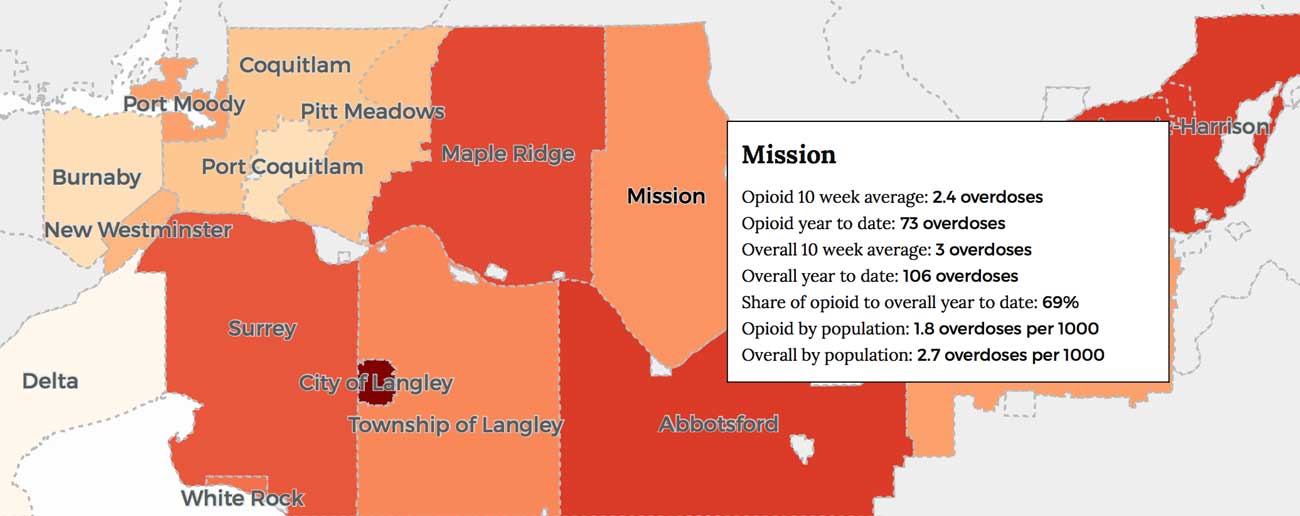 Coquitlam
Port Moody
Pitt Meadows
-Harrison
Maple Ridge
Port Coquitlam
Burnaby
Mission
New Westminster
Surrey
Delta
City of Langley
Township of Langley
Abbotsford
White Rock
Mission
Opioid 10 week average: 2.4 overdoses
Opioid year to date: 73 overdoses
Overall 10 week average: 3 overdoses
Overall year to date: 106 overdoses
Share of opioid to overall year to date: 69%
Opioid by population: 1.8 overdoses per 1000
Overall by population: 2.7 overdoses per 1000